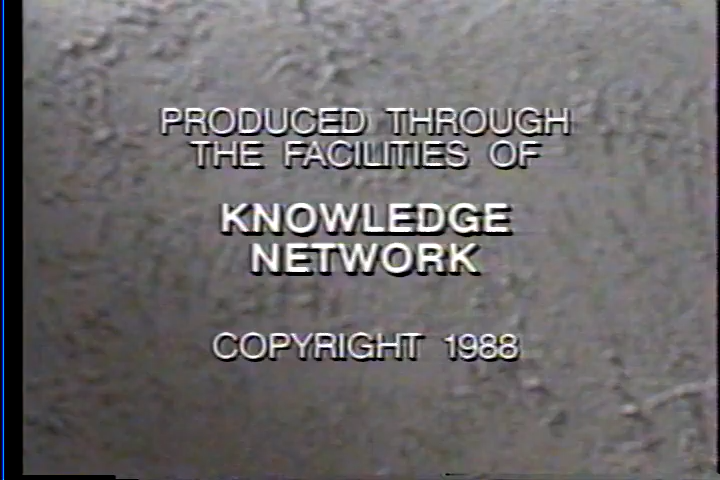 PRODUCED THROUGH
THE FACILITIES OF
KNOWLEDGE
NETWORK
COPYRIGHT 1988